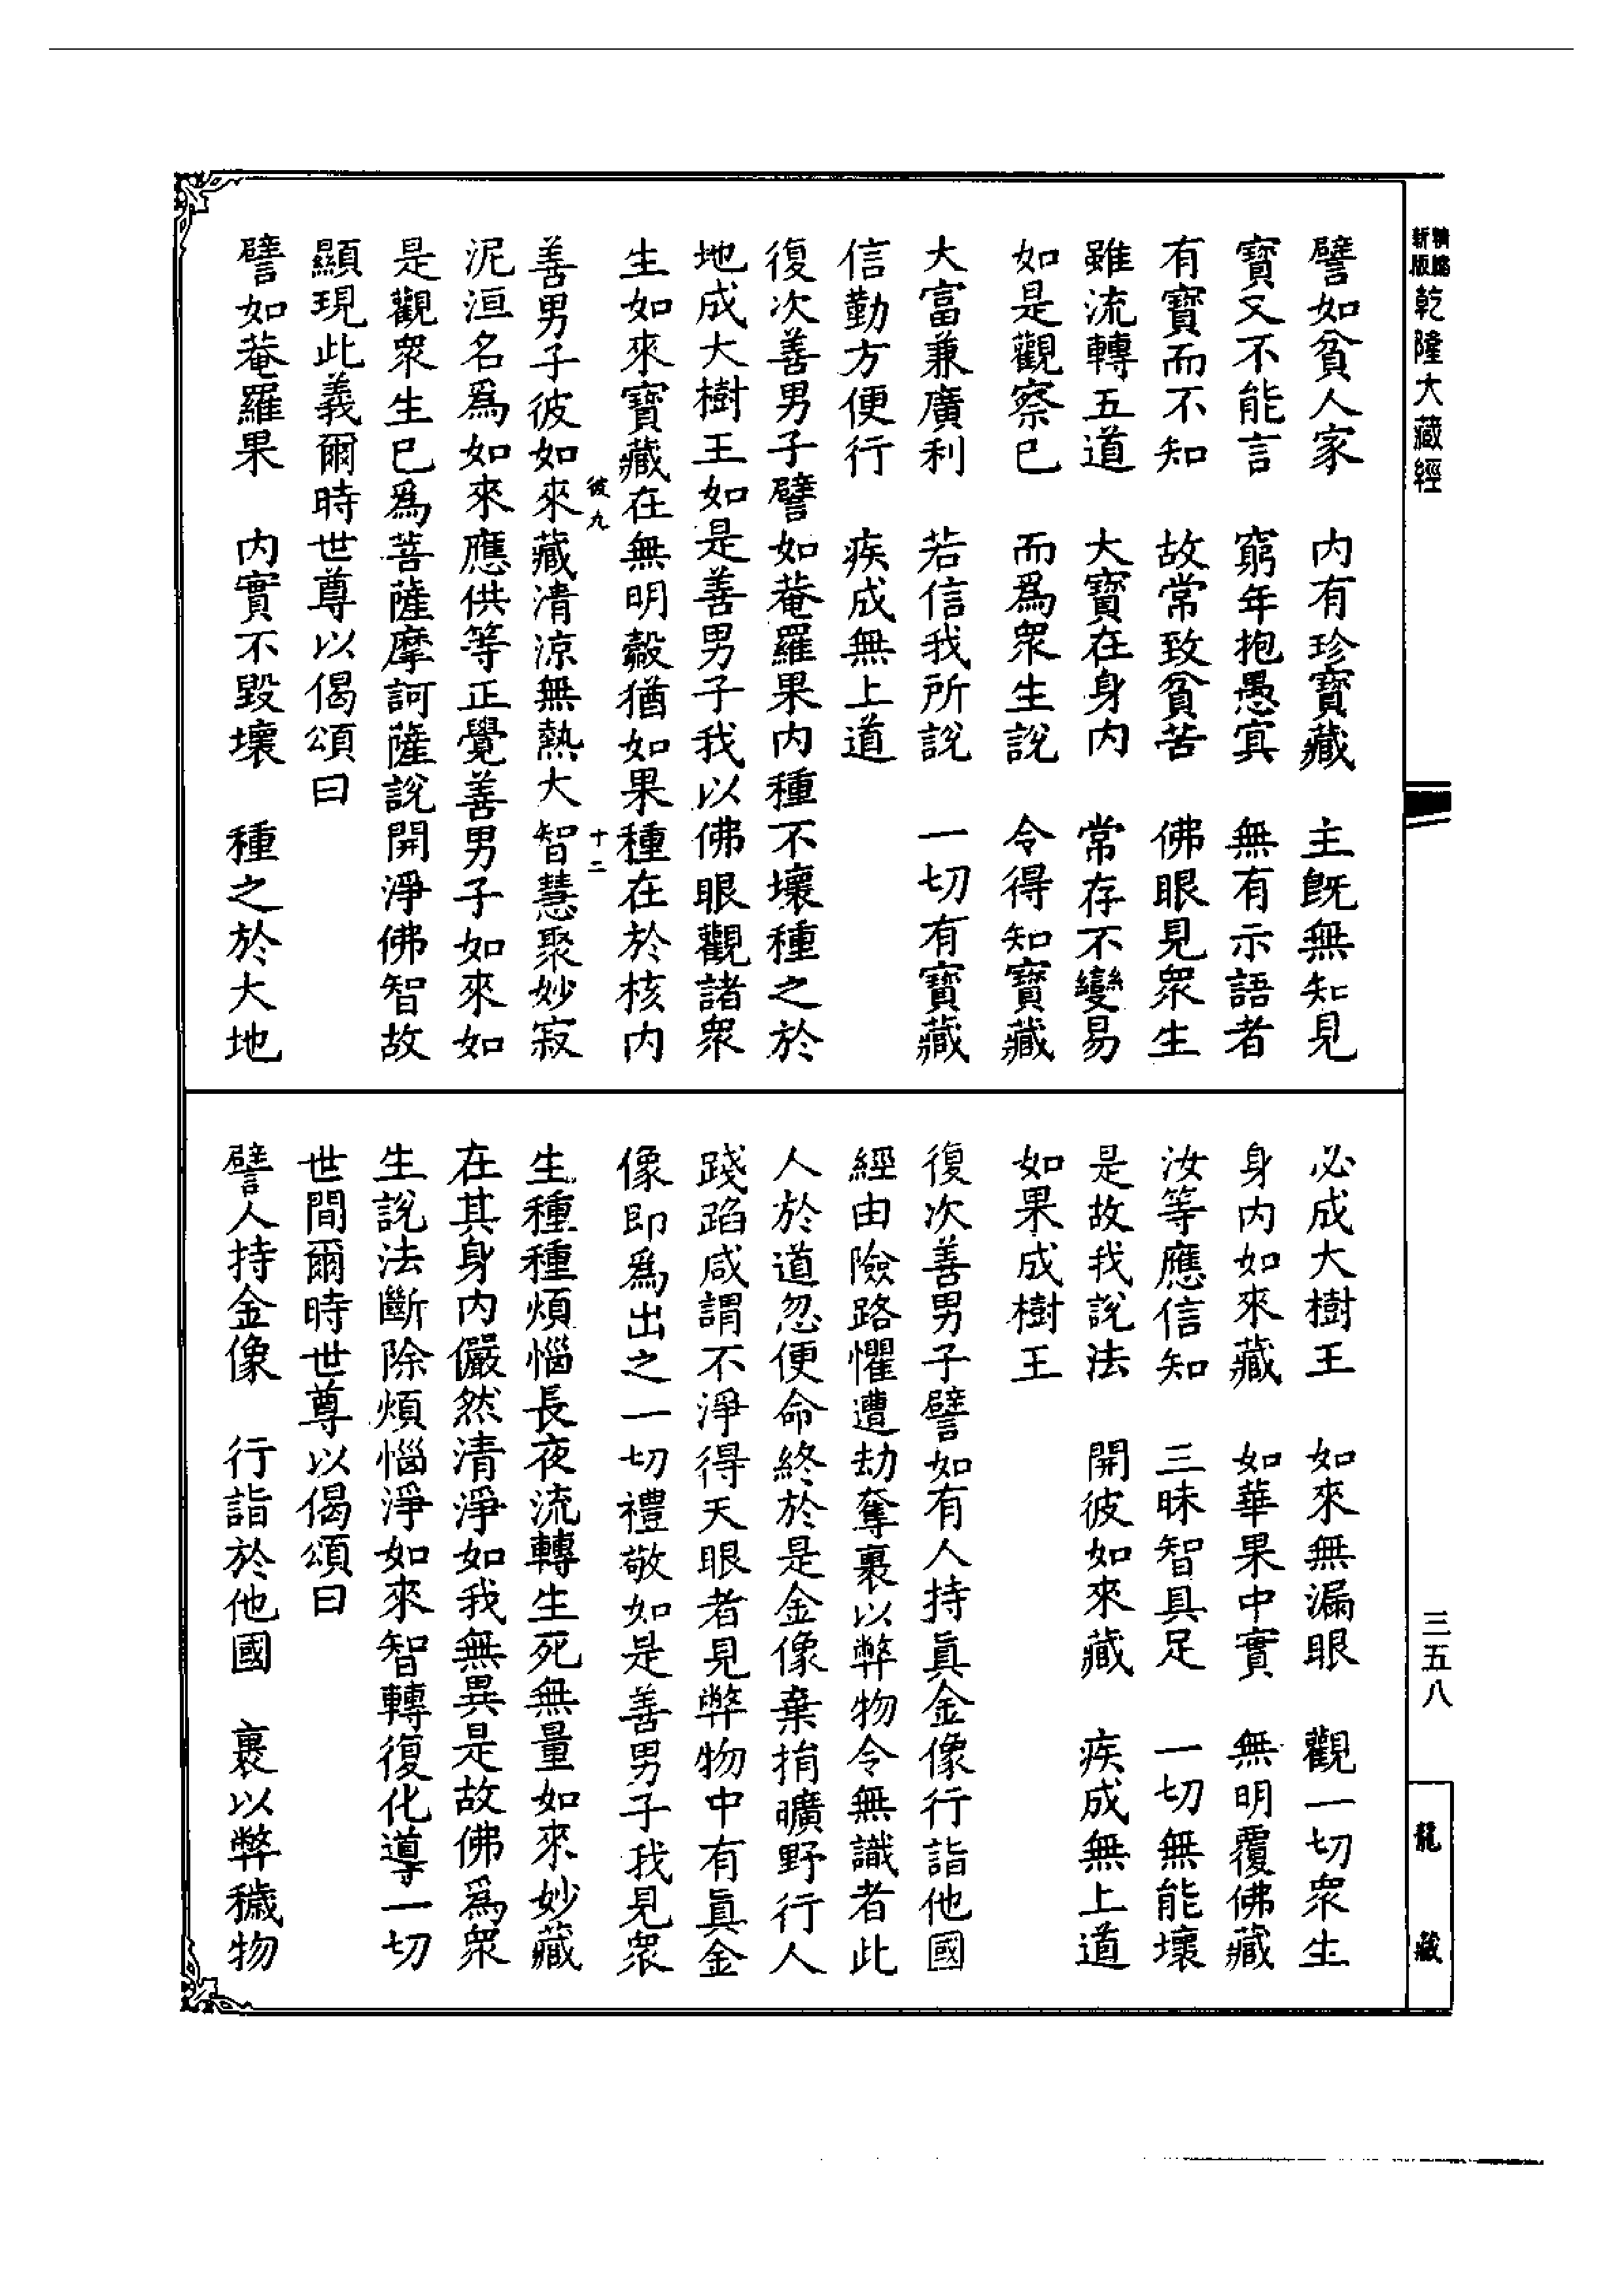 新版
精縮
乾隆大藏經
三五八
龍藏
譬如貧人家　內有珍寶藏　主旣無知見
寶又不能言　窮年抱愚冥　無有示語者
有寶而不知　故常致貧苦　佛眼見眾生
雖流轉五道　大寶在身內　常存不變易
如是觀察已　而爲眾生說　令得知寶藏
大富兼廣利　若信我所說　一切有寶藏
信勤方便行　疾成無上道
復次善男子譬如菴羅果內種不壞種之於
地成大樹王如是善男子我以佛眼觀諸眾
生如來寶藏在無明㲉猶如果種在於核內
彼九　十二
善男子彼如來藏清涼無熱大智慧聚妙寂
泥洹名爲如來應供等正覺善男子如來如
是觀眾生已爲菩薩摩訶薩說開淨佛智故
顯現此義爾時世尊以偈頌曰
譬如菴羅果　內實不毀壞　種之於大地
必成大樹王　如來無漏眼　觀一切眾生
身內如來藏　如華果中實　無明覆佛藏
汝等應信知　三昧智具足　一切無能壞
是故我說法　開彼如來藏　疾成無上道
如果成樹王
復次善男子譬如有人持眞金像行詣他國
經由險路懼遭劫奪裹以弊物令無識者此
人於道忽便命終於是金像棄捐曠野行人
踐蹈咸謂不淨得天眼者見弊物中有眞金
像即爲出之一切禮敬如是善男子我見眾
生種種煩惱長夜流轉生死無量如來妙藏
在其身內儼然清淨如我無異是故佛爲眾
生說法斷除煩惱淨如來智轉復化導一切
世間爾時世尊以偈頌曰
譬人持金像　行詣於他國　裹以弊穢物